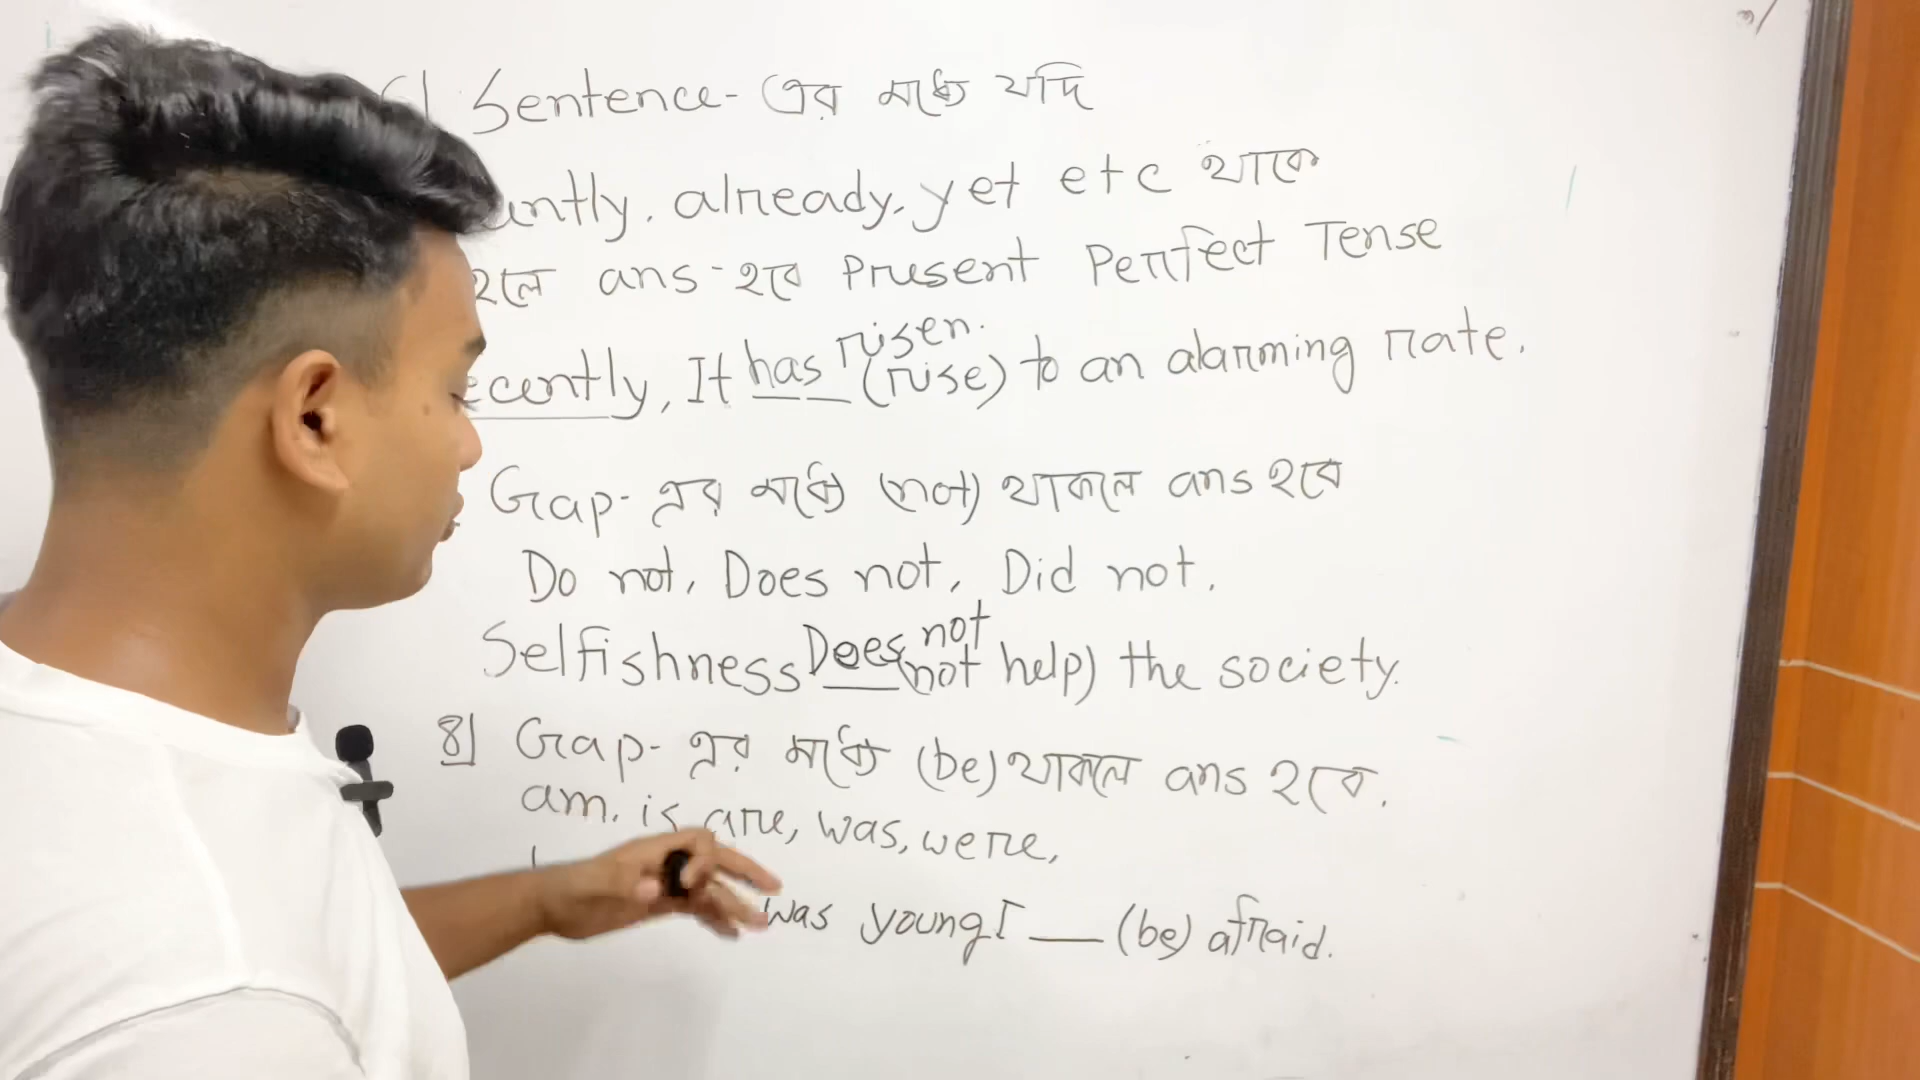 Sentence- এর মধ্যে যদি
already, yet etc থাকে
হলে ans-হবে Present Perfect Tense
risen.
ecently, It has (rise) to an alarming rate.
Gap- এর মধ্যে (not) থাকলে ans হবে
Do not, Does not, Did not.
not
Selfishness Does (not help) the society.
8| Gap- এর মধ্যে (be) থাকলে ans হবে.
am, is are, was, were,
was young I ___ (be) afraid.